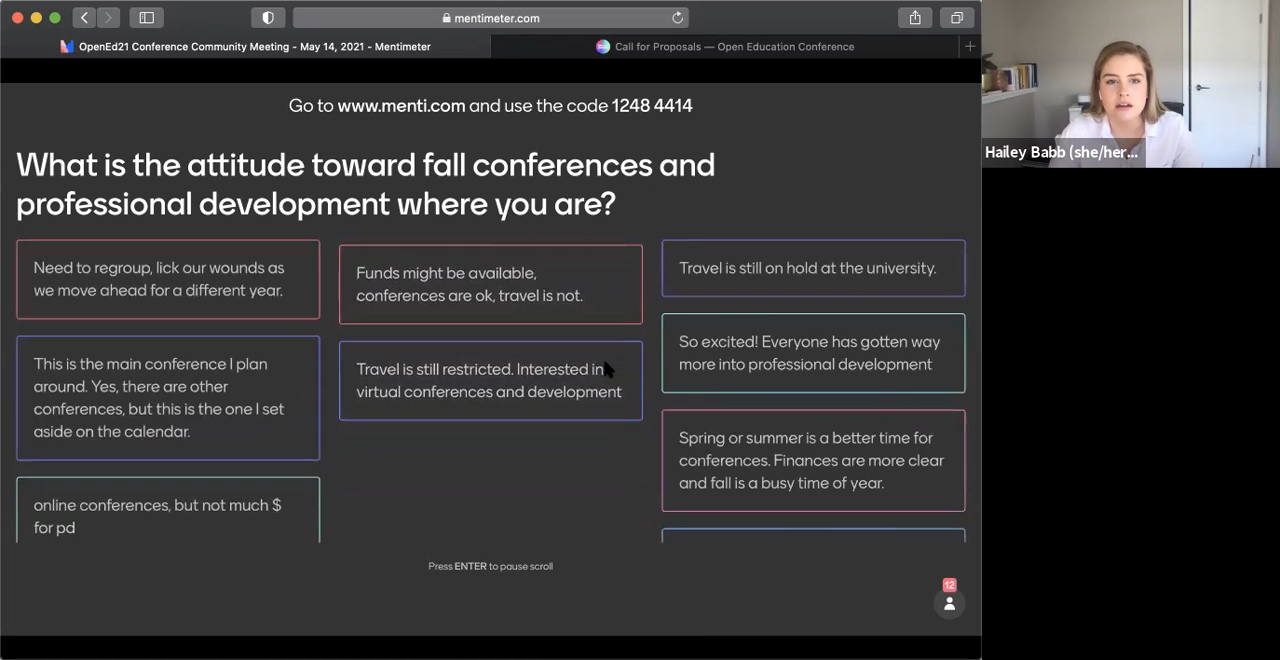 mentimeter.com
OpenEd21 Conference Community Meeting - May 14, 2021 - Mentimeter
Call for Proposals — Open Education Conference
Go to www.menti.com and use the code 1248 4414
What is the attitude toward fall conferences and
professional development where you are?
Need to regroup, lick our wounds as
we move ahead for a different year.
This is the main conference I plan
around. Yes, there are other
conferences, but this is the one I set
aside on the calendar.
online conferences, but not much $
for pd
Funds might be available,
conferences are ok, travel is not.
Travel is still restricted. Interested in
virtual conferences and development
Travel is still on hold at the university.
So excited! Everyone has gotten way
more into professional development
Spring or summer is a better time for
conferences. Finances are more clear
and fall is a busy time of year.
Press ENTER to pause scroll
12
Hailey Babb (she/her...